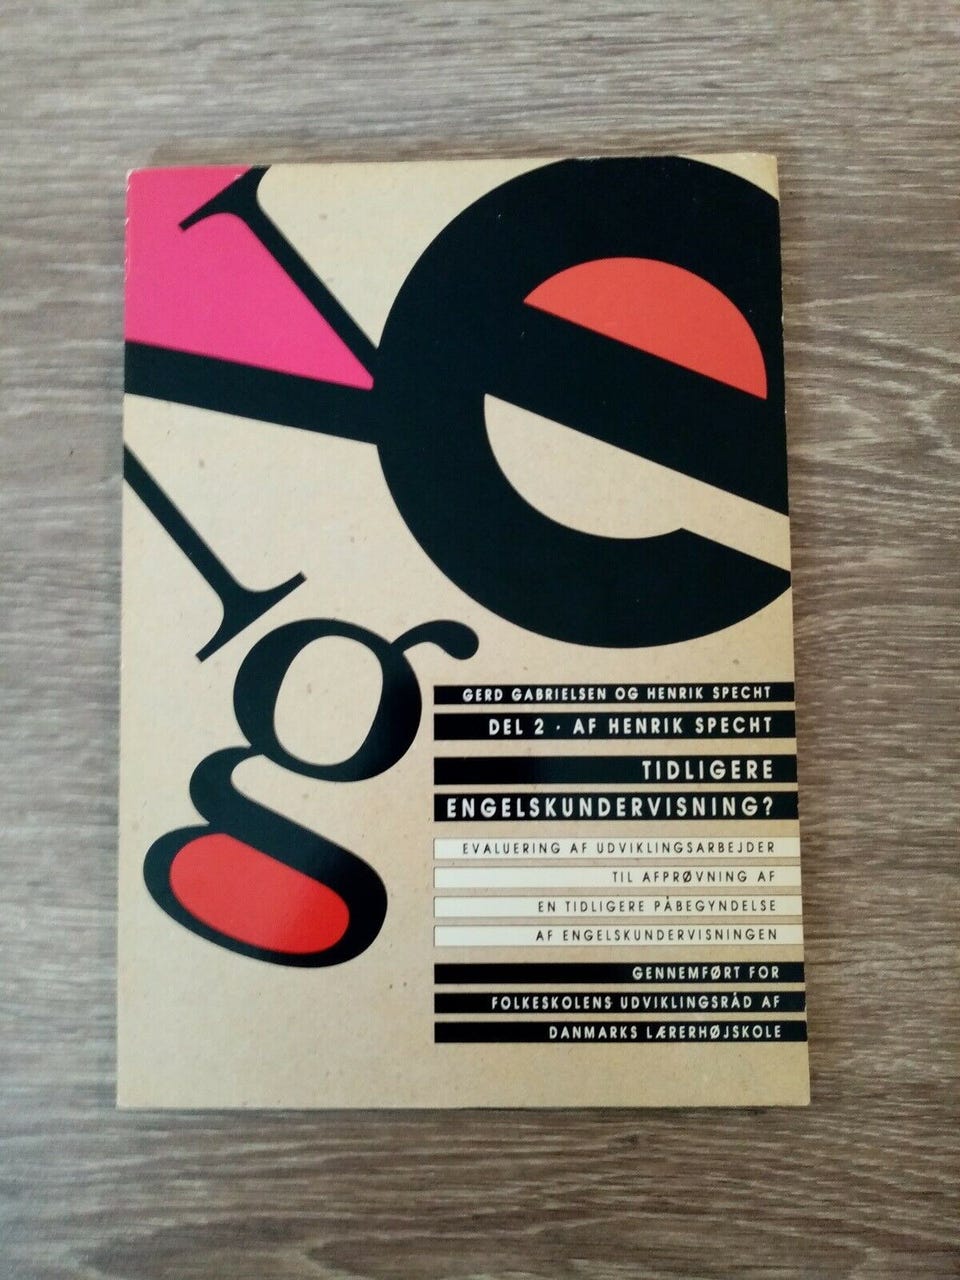 e
N
g
GERD GABRIELSEN OG HENRIK SPECHT
DEL 2 · AF HENRIK SPECHT
TIDLIGERE
ENGELSKUNDERVISNING?
EVALUERING AF UDVIKLINGSARBEJDER
TIL AFPRØVNING AF
EN TIDLIGERE PÅBEGYNDELSE
AF ENGELSKUNDERVISNINGEN
GENNEMFØRT FOR
FOLKESKOLENS UDVIKLINGSRÅD AF
DANMARKS LÆRERHØJSKOLE